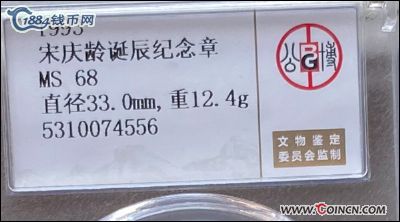 1884钱币网
1993
宋庆龄诞辰纪念章
MS 68
直径33.0mm,重12.4g
5310074556
公博
文物鉴定
委员会监制
www.COINCN.com